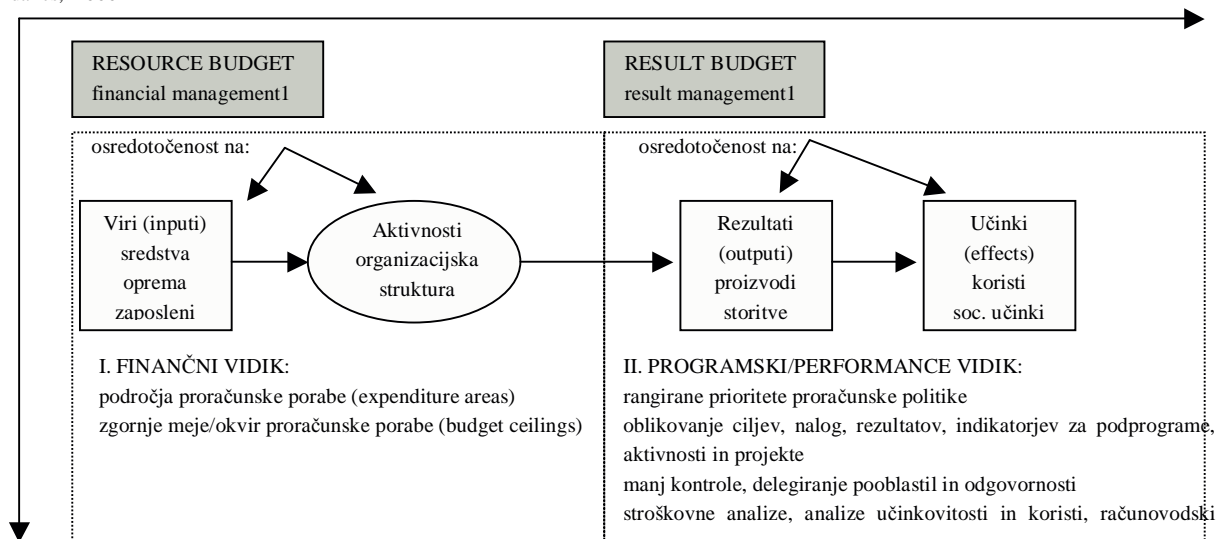 RESOURCE BUDGET
financial management1
RESULT BUDGET
result management1
osredotočenost na:
Viri (inputi)
sredstva
oprema
zaposleni
Aktivnosti
organizacijska
struktura
osredotočenost na:
Rezultati
(outputi)
proizvodi
storitve
Učinki
(effects)
koristi
soc. učinki
I. FINANČNI VIDIK:
področja proračunske porabe (expenditure areas)
zgornje meje/okvir proračunske porabe (budget ceilings)
II. PROGRAMSKI/PERFORMANCE VIDIK:
rangirane prioritete proračunske politike
oblikovanje ciljev, nalog, rezultatov, indikatorjev za podprograme,
aktivnosti in projekte
manj kontrole, delegiranje pooblastil in odgovornosti
stroškovne analize, analize učinkovitosti in koristi, računovodski